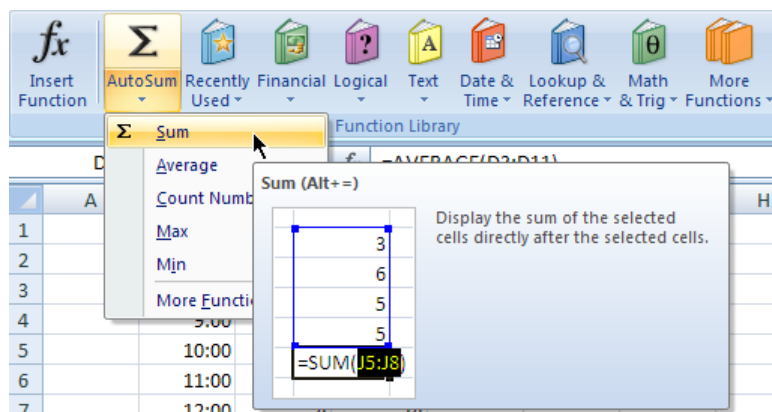 fx
Σ
?
A
θ
Insert
Function
AutoSum
Recently
Used
Financial
Logical
Text
Date &
Time
Lookup &
Reference
Math
& Trig
More
Functions
Function Library
Σ Sum
Average
Count Numb
Max
Min
More Functi
D
=AVERAGE(D3:D11)
Sum (Alt+=)
Display the sum of the selected
cells directly after the selected cells.
3
6
5
5
=SUM(J5:J8)
A
H
1
2
3
4
9:00
5
10:00
6
11:00
7
12:00